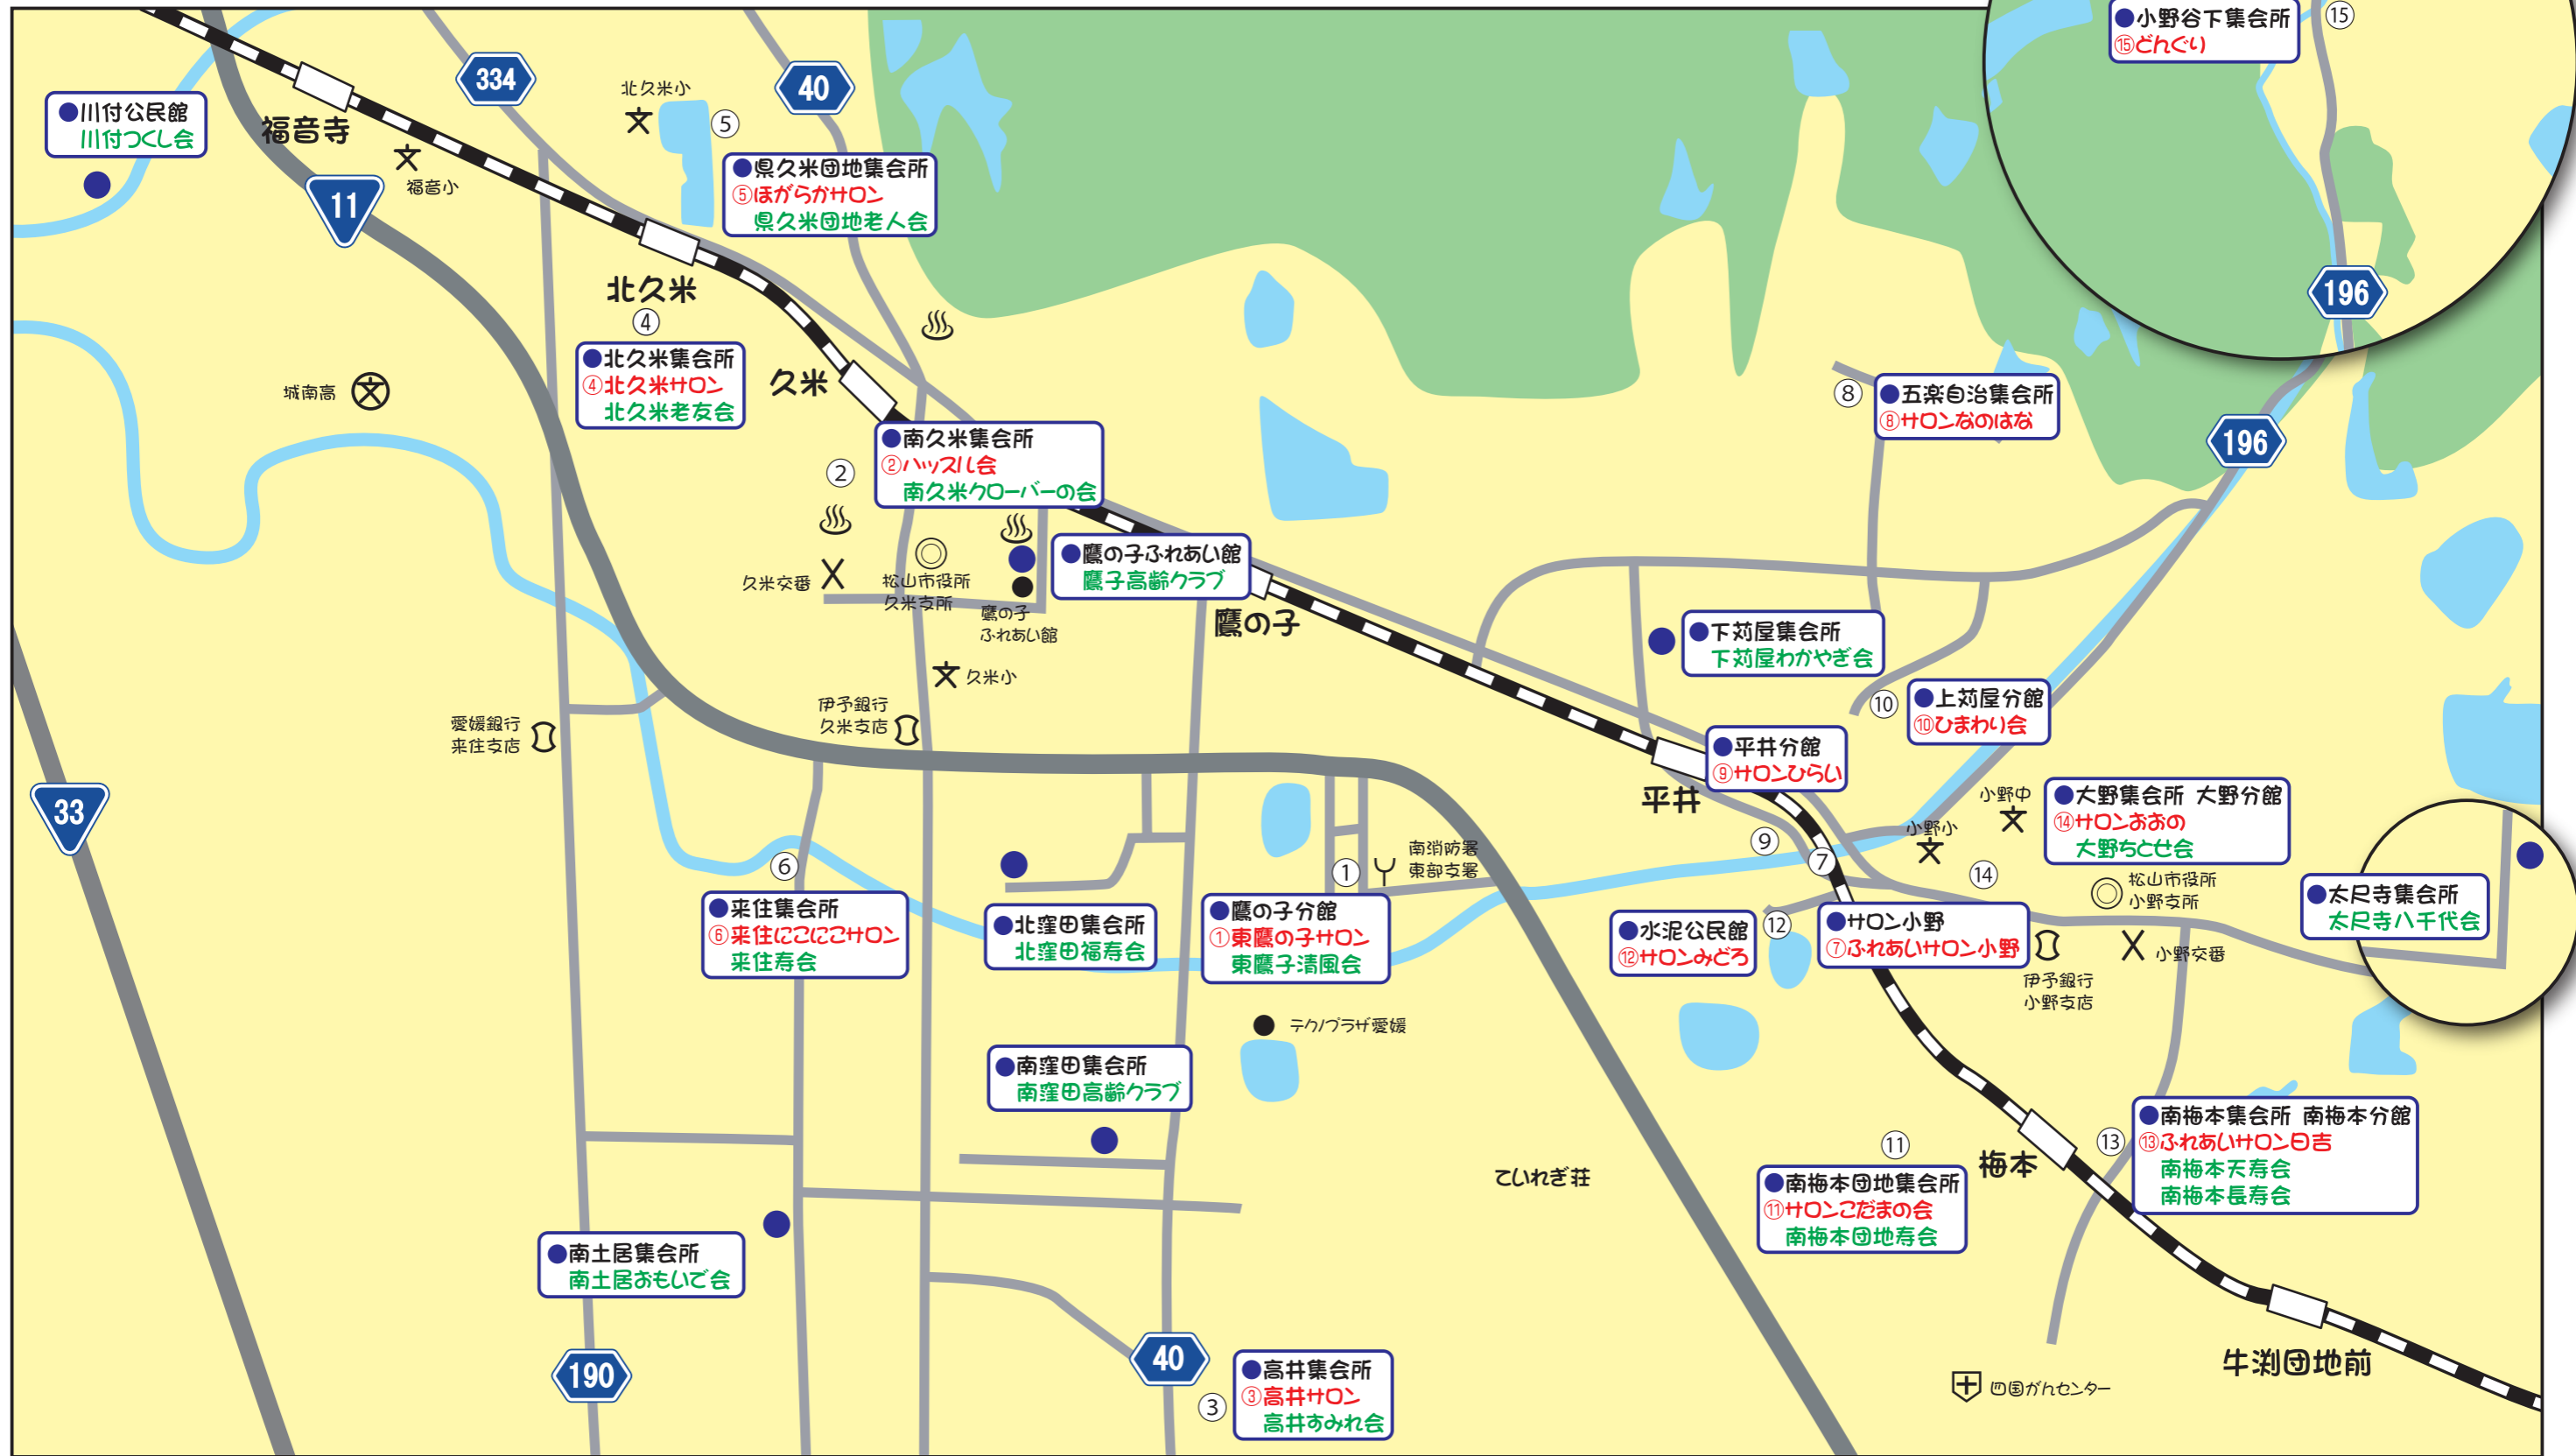 ●小野谷下集会所
⑮どんぐり
⑮
334
40
北久米小
⑤
●川付公民館
川付つくし会
福音寺
福音小
11
●県久米団地集会所
⑤ほがらかサロン
県久米団地老人会
北久米
④
●北久米集会所
④北久米サロン
北久米老友会
久米
城南高
196
⑧
●五楽自治集会所
⑧サロンなのはな
196
②
●南久米集会所
②ハッスル会
南久米クローバーの会
久米交番
松山市役所
久米支所
鷹の子
ふれあい館
●鷹の子ふれあい館
鷹子高齢クラブ
鷹の子
久米小
●下苅屋集会所
下苅屋わかやぎ会
⑩
●上苅屋分館
⑩ひまわり会
愛媛銀行
来住支店
伊予銀行
久米支店
●平井分館
⑨サロンひらい
平井
33
小野中
小野小
●大野集会所 大野分館
⑭サロンおおの
大野ちとせ会
⑨
⑦
⑭
⑥
①
南消防署
東部支署
松山市役所
小野支所
●来住集会所
⑥来住にこにこサロン
来住寿会
●北窪田集会所
北窪田福寿会
●鷹の子分館
①東鷹の子サロン
東鷹子清風会
●水泥公民館
⑫サロンみどろ
⑫
●サロン小野
⑦ふれあいサロン小野
伊予銀行
小野支店
小野交番
●太尺寺集会所
太尺寺八千代会
テクノプラザ愛媛
●南窪田集会所
南窪田高齢クラブ
ていれぎ荘
⑪
●南梅本団地集会所
⑪サロンこだまの会
南梅本団地寿会
梅本
⑬
●南梅本集会所 南梅本分館
⑬ふれあいサロン日吉
南梅本天寿会
南梅本長寿会
●南土居集会所
南土居おもいで会
190
40
③
●高井集会所
③高井サロン
高井すみれ会
四国がんセンター
牛渕団地前